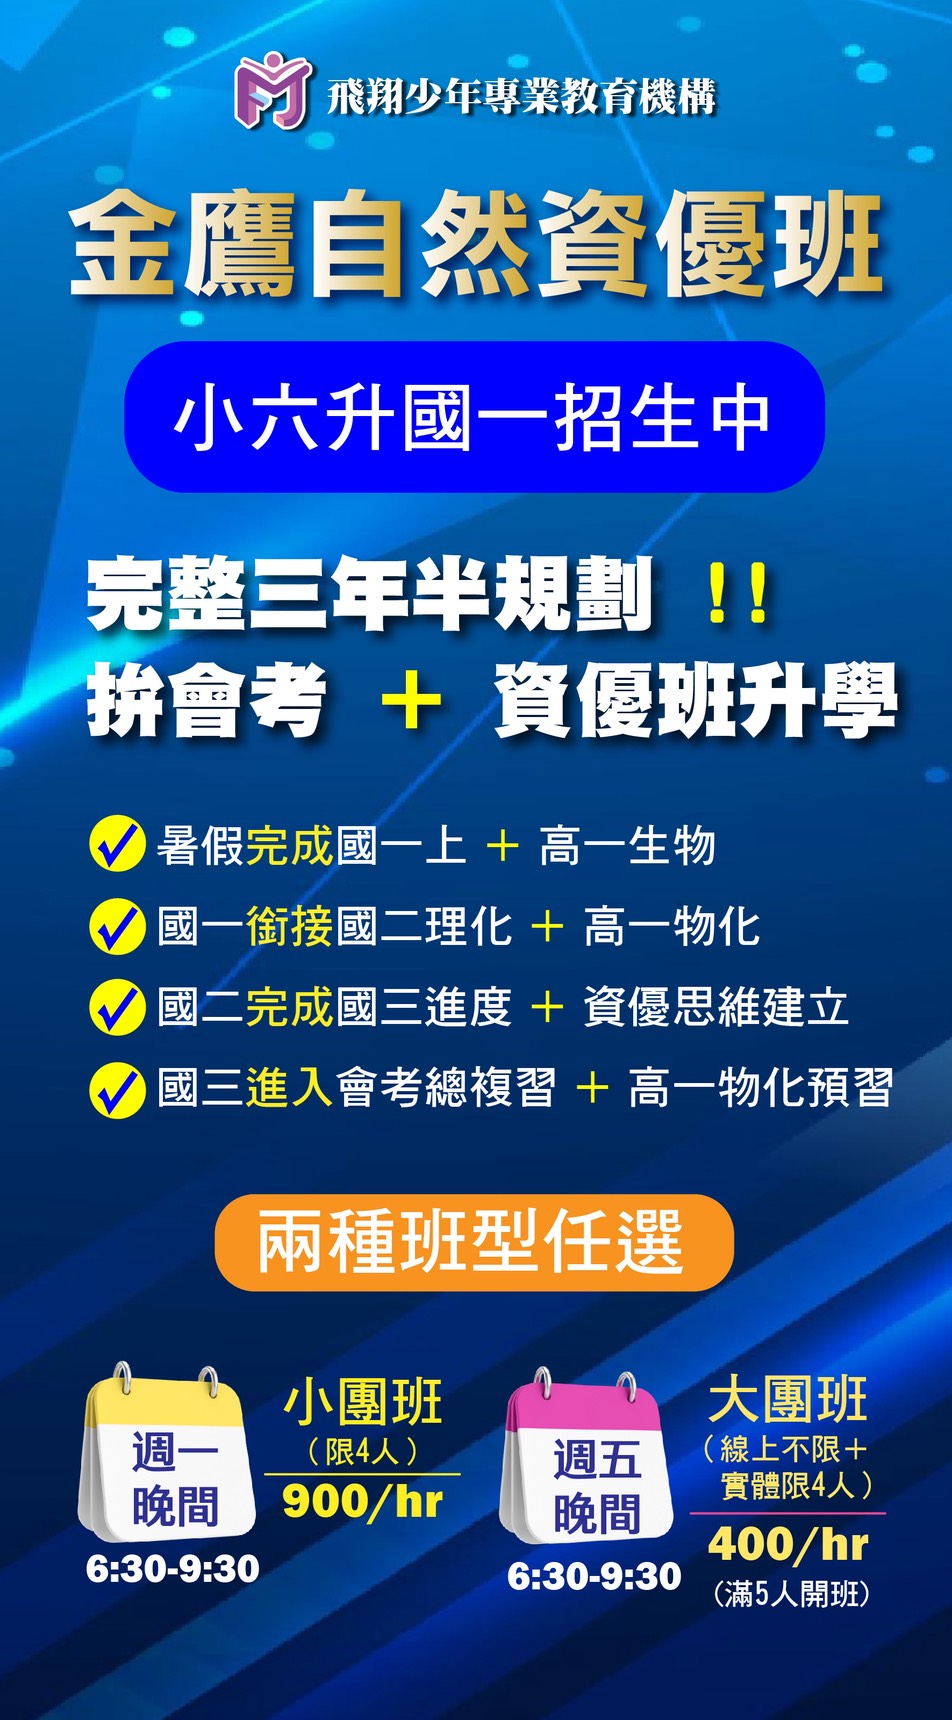 飛翔少年專業教育機構
金鷹自然資優班
小六升國一招生中
完整三年半規劃 !!
拚會考 + 資優班升學
暑假完成國一上 + 高一生物
國一銜接國二理化 + 高一物化
國二完成國三進度 + 資優思維建立
國三進入會考總複習 + 高一物化預習
兩種班型任選
週一
晚間
6:30-9:30
小團班
(限4人)
900/hr
週五
晚間
6:30-9:30
大團班
(線上不限+
實體限4人)
400/hr
(滿5人開班)